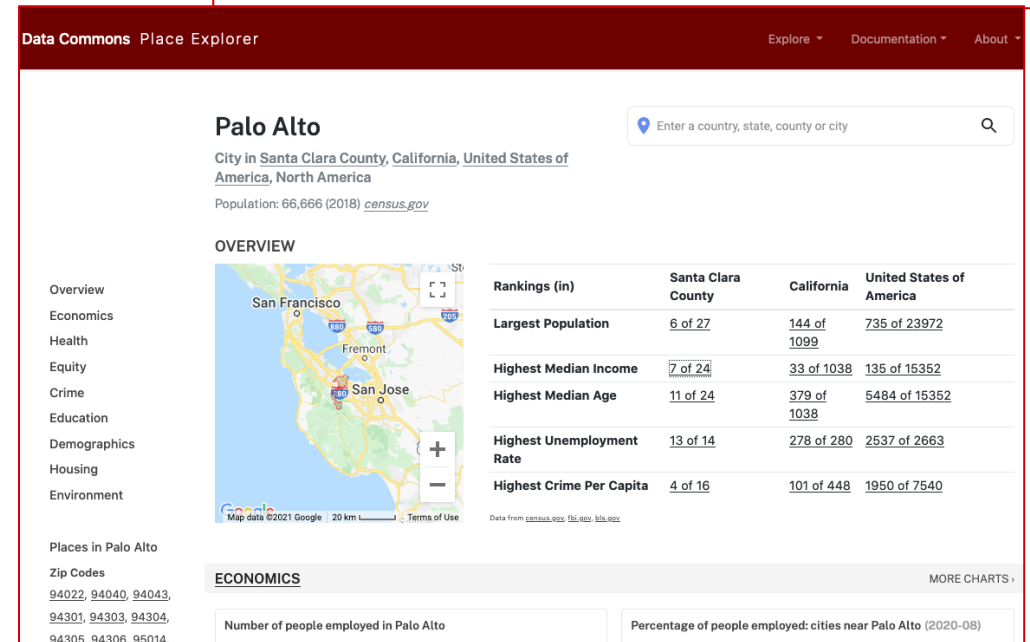 Data Commons Place Explorer
Explore Documentation About
Palo Alto
Enter a country, state, county or city
City in Santa Clara County, California, United States of
America, North America
Population: 66,666 (2018) census.gov
OVERVIEW
Overview
Economics
Health
Equity
Crime
Education
Demographics
Housing
Environment
Places in Palo Alto
Zip Codes
94022, 94040, 94043,
94301, 94303, 94304,
94305, 94306, 95014,
San Francisco
880 580 205
Fremont
280 San Jose
+
−
Google
Map data ©2021 Google 20 km Terms of Use
Rankings (in) Santa Clara County California United States of America
Largest Population 6 of 27 144 of 1099 735 of 23972
Highest Median Income 7 of 24 33 of 1038 135 of 15352
Highest Median Age 11 of 24 379 of 1038 5484 of 15352
Highest Unemployment Rate 13 of 14 278 of 280 2537 of 2663
Highest Crime Per Capita 4 of 16 101 of 448 1950 of 7540
Data from census.gov, fbi.gov, bls.gov
ECONOMICS MORE CHARTS ›
Number of people employed in Palo Alto
Percentage of people employed: cities near Palo Alto (2020-08)